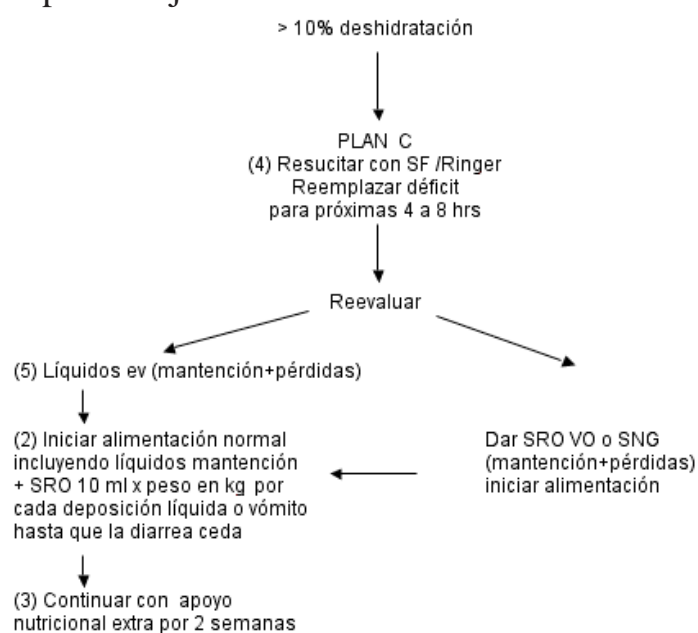 > 10% deshidratación
PLAN C
(4) Resucitar con SF /Ringer
Reemplazar déficit
para próximas 4 a 8 hrs
Reevaluar
(5) Líquidos ev (mantención+pérdidas)
(2) Iniciar alimentación normal
incluyendo líquidos mantención
+ SRO 10 ml x peso en kg por
cada deposición líquida o vómito
hasta que la diarrea ceda
Dar SRO VO o SNG
(mantención+pérdidas)
iniciar alimentación
(3) Continuar con apoyo
nutricional extra por 2 semanas